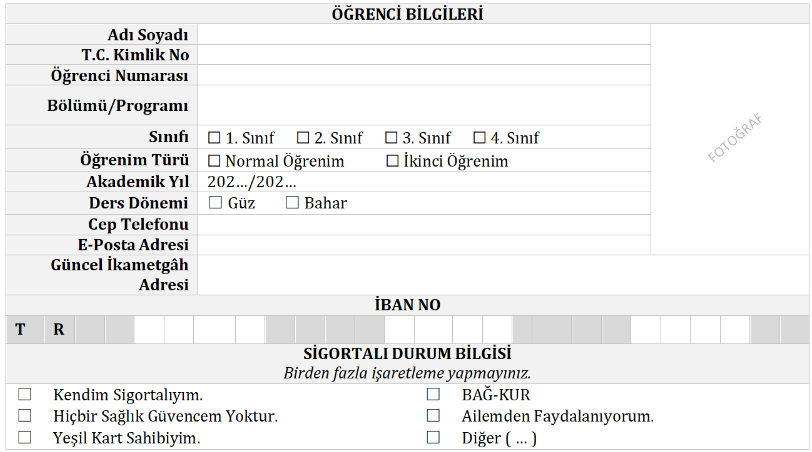 ÖĞRENCİ BİLGİLERİ
Adı Soyadı
T.C. Kimlik No
Öğrenci Numarası
Bölümü/Programı
FOTOĞRAF
Sınıfı ☐ 1. Sınıf ☐ 2. Sınıf ☐ 3. Sınıf ☐ 4. Sınıf
Öğrenim Türü ☐ Normal Öğrenim ☐ İkinci Öğrenim
Akademik Yıl 202…/202…
Ders Dönemi ☐ Güz ☐ Bahar
Cep Telefonu
E-Posta Adresi
Güncel İkametgâh
Adresi
İBAN NO
T R
SİGORTALI DURUM BİLGİSİ
Birden fazla işaretleme yapmayınız.
☐ Kendim Sigortalıyım. ☐ BAĞ-KUR
☐ Hiçbir Sağlık Güvencem Yoktur. ☐ Ailemden Faydalanıyorum.
☐ Yeşil Kart Sahibiyim. ☐ Diğer ( … )